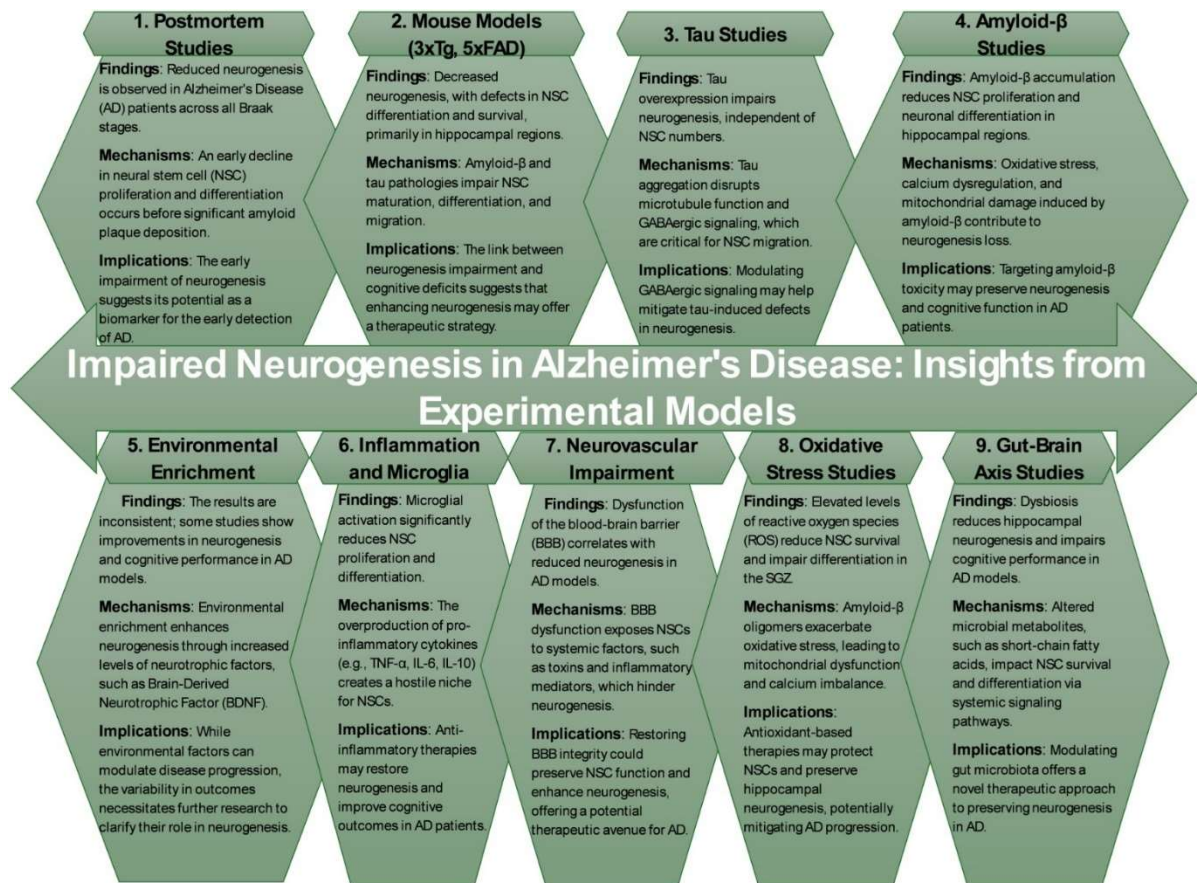 1. Postmortem
Studies
Findings: Reduced neurogenesis
is observed in Alzheimer's Disease
(AD) patients across all Braak
stages.
Mechanisms: An early decline
in neural stem cell (NSC)
proliferation and differentiation
occurs before significant amyloid
plaque deposition.
Implications: The early
impairment of neurogenesis
suggests its potential as a
biomarker for the early detection
of AD.
2. Mouse Models
(3xTg, 5xFAD)
Findings: Decreased
neurogenesis, with defects in NSC
differentiation and survival,
primarily in hippocampal regions.
Mechanisms: Amyloid-β and
tau pathologies impair NSC
maturation, differentiation, and
migration.
Implications: The link between
neurogenesis impairment and
cognitive deficits suggests that
enhancing neurogenesis may offer
a therapeutic strategy.
3. Tau Studies
Findings: Tau
overexpression impairs
neurogenesis, independent of
NSC numbers.
Mechanisms: Tau
aggregation disrupts
microtubule function and
GABAergic signaling, which
are critical for NSC migration.
Implications: Modulating
GABAergic signaling may help
mitigate tau-induced defects
in neurogenesis.
4. Amyloid-β
Studies
Findings: Amyloid-β accumulation
reduces NSC proliferation and
neuronal differentiation in
hippocampal regions.
Mechanisms: Oxidative stress,
calcium dysregulation, and
mitochondrial damage induced by
amyloid-β contribute to
neurogenesis loss.
Implications: Targeting amyloid-β
toxicity may preserve neurogenesis
and cognitive function in AD
patients.
Impaired Neurogenesis in Alzheimer's Disease: Insights from
Experimental Models
5. Environmental
Enrichment
Findings: The results are
inconsistent; some studies show
improvements in neurogenesis
and cognitive performance in AD
models.
Mechanisms: Environmental
enrichment enhances
neurogenesis through increased
levels of neurotrophic factors,
such as Brain-Derived
Neurotrophic Factor (BDNF).
Implications: While
environmental factors can
modulate disease progression,
the variability in outcomes
necessitates further research to
clarify their role in neurogenesis.
6. Inflammation
and Microglia
Findings: Microglial
activation significantly
reduces NSC
proliferation and
differentiation.
Mechanisms: The
overproduction of pro-
inflammatory cytokines
(e.g., TNF-α, IL-6, IL-10)
creates a hostile niche
for NSCs.
Implications: Anti-
inflammatory therapies
may restore
neurogenesis and
improve cognitive
outcomes in AD patients.
7. Neurovascular
Impairment
Findings: Dysfunction
of the blood-brain barrier
(BBB) correlates with
reduced neurogenesis in
AD models.
Mechanisms: BBB
dysfunction exposes NSCs
to systemic factors, such
as toxins and inflammatory
mediators, which hinder
neurogenesis.
Implications: Restoring
BBB integrity could
preserve NSC function and
enhance neurogenesis,
offering a potential
therapeutic avenue for AD.
8. Oxidative
Stress Studies
Findings: Elevated levels
of reactive oxygen species
(ROS) reduce NSC survival
and impair differentiation in
the SGZ.
Mechanisms: Amyloid-β
oligomers exacerbate
oxidative stress, leading to
mitochondrial dysfunction
and calcium imbalance.
Implications:
Antioxidant-based
therapies may protect
NSCs and preserve
hippocampal
neurogenesis, potentially
mitigating AD progression.
9. Gut-Brain
Axis Studies
Findings: Dysbiosis
reduces hippocampal
neurogenesis and impairs
cognitive performance in
AD models.
Mechanisms: Altered
microbial metabolites,
such as short-chain fatty
acids, impact NSC survival
and differentiation via
systemic signaling
pathways.
Implications: Modulating
gut microbiota offers a
novel therapeutic approach
to preserving neurogenesis
in AD.